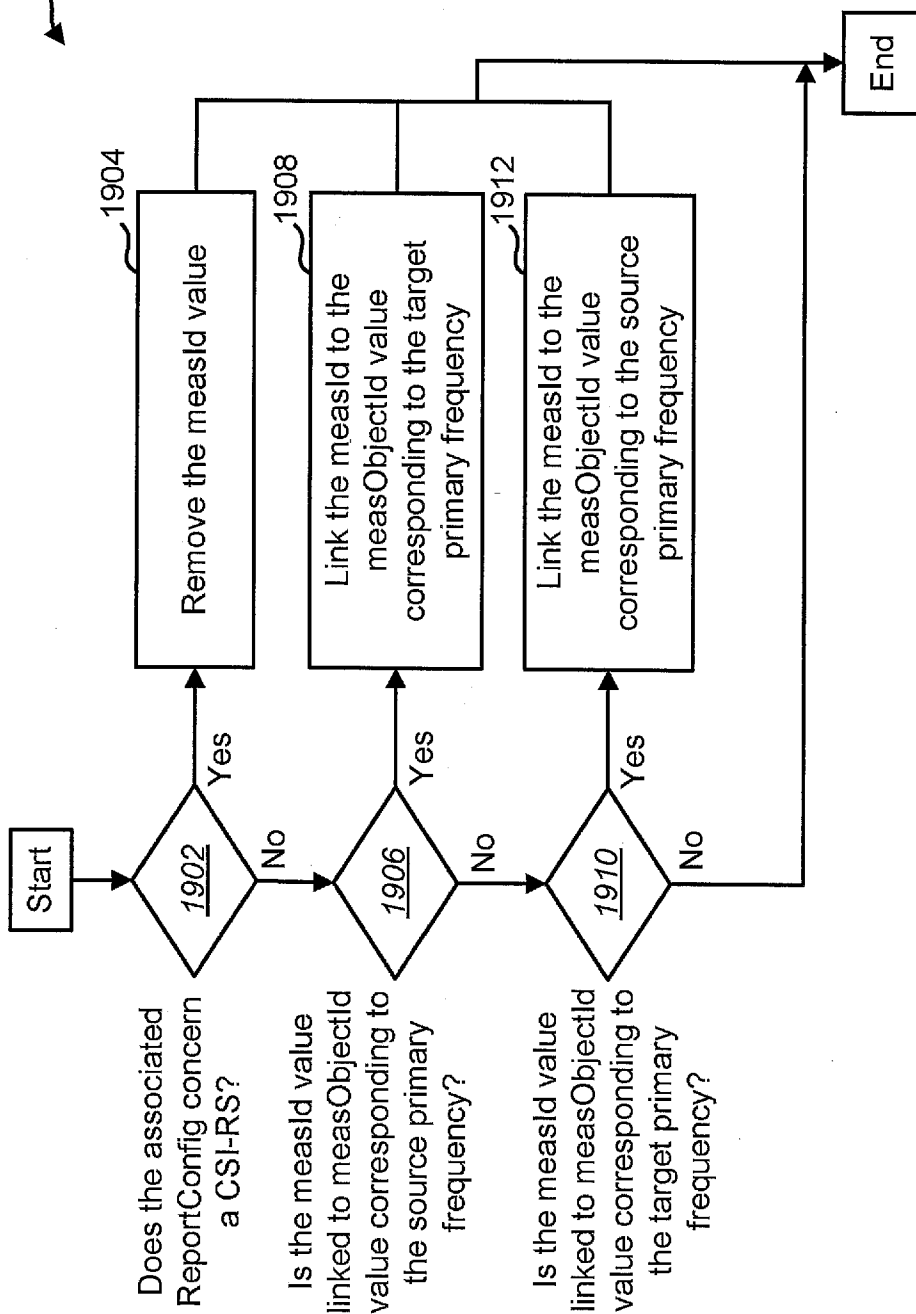 Start
Does the associated
ReportConfig concern
a CSI-RS?
1902
Yes
No
1904
Remove the measId value
Is the measId value
linked to measObjectId
value corresponding to
the source primary
frequency?
1906
Yes
No
1908
Link the measId to the
measObjectId value
corresponding to the target
primary frequency
Is the measId value
linked to measObjectId
value corresponding to
the target primary
frequency?
1910
Yes
No
1912
Link the measId to the
measObjectId value
corresponding to the source
primary frequency
End